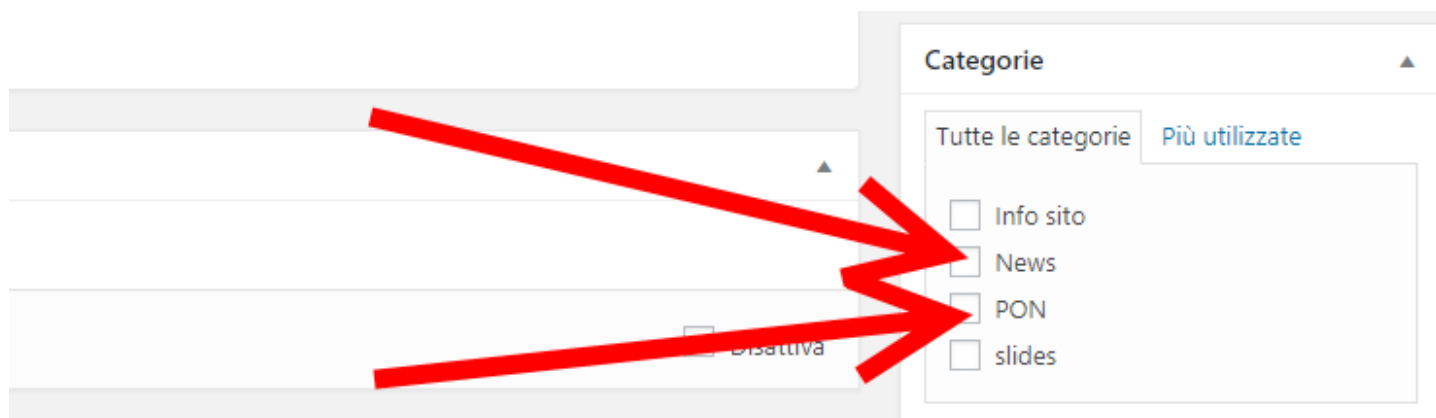 Categorie
Tutte le categorie Più utilizzate
Info sito
News
PON
slides
Disattiva